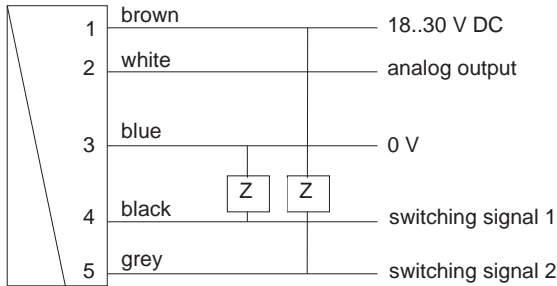 1 brown 18..30 V DC
2 white analog output
3 blue 0 V
Z Z
4 black switching signal 1
5 grey switching signal 2